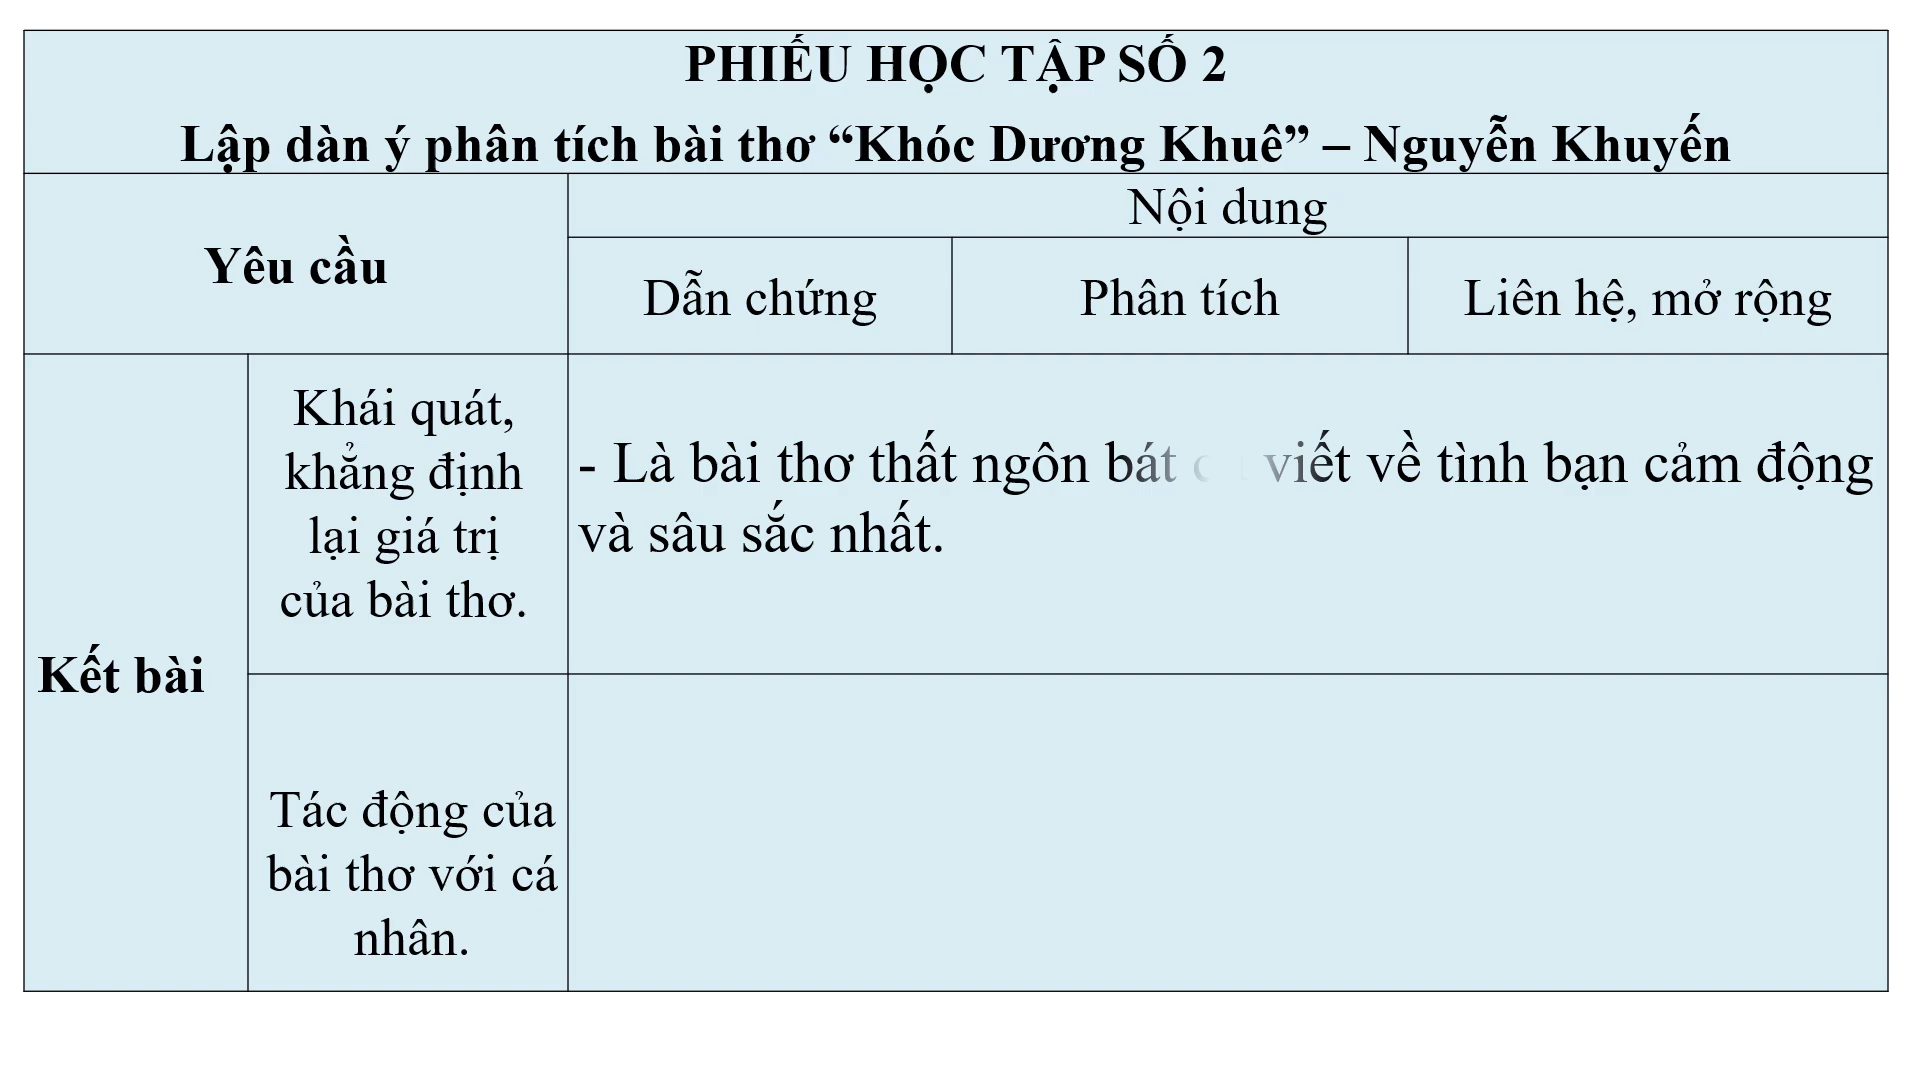 PHIẾU HỌC TẬP SỐ 2
Lập dàn ý phân tích bài thơ “Khóc Dương Khuê” – Nguyễn Khuyến
Yêu cầu
Nội dung
Dẫn chứng
Phân tích
Liên hệ, mở rộng
Kết bài
Khái quát,
khẳng định
lại giá trị
của bài thơ.
- Là bài thơ thất ngôn bát viết về tình bạn cảm động
và sâu sắc nhất.
Tác động của
bài thơ với cá
nhân.